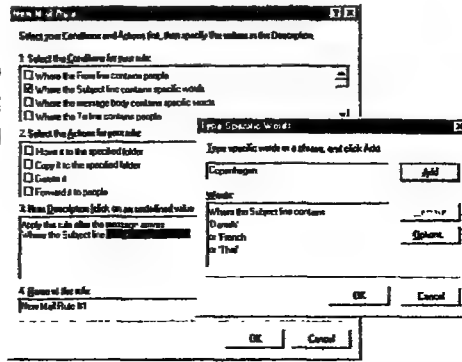 New Mail Rule
Select your Conditions and Actions first, then specify the values in the Description.
1. Select the Conditions for your rule:
Where the From line contains people
Where the Subject line contains specific words
Where the message body contains specific words
Where the To line contains people
2. Select the Actions for your rule:
Move it to the specified folder
Copy it to the specified folder
Delete it
Forward it to people
3. Rule Description (click on an underlined value
Apply this rule after the message arrives
Where the Subject line
4. Name of the rule:
New Mail Rule #1
OK Cancel
Type Specific Words
Type specific words or a phrase, and click Add.
Copenhagen
Add
Words:
Where the Subject line contains
'Danish'
or 'French'
or 'Thai'
Options
OK Cancel